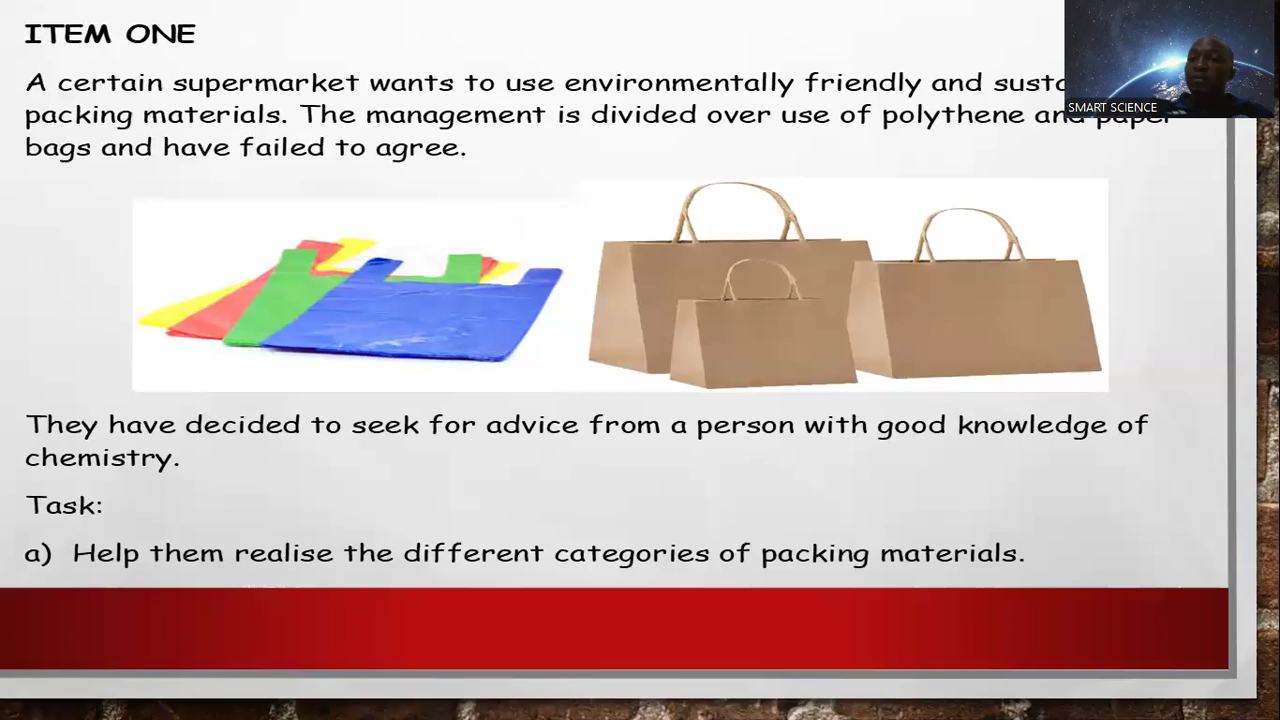 ITEM ONE
A certain supermarket wants to use environmentally friendly and
packing materials. The management is divided over use of polythene and paper
bags and have failed to agree.
SMART SCIENCE
They have decided to seek for advice from a person with good knowledge of
chemistry.
Task:
a) Help them realise the different categories of packing materials.